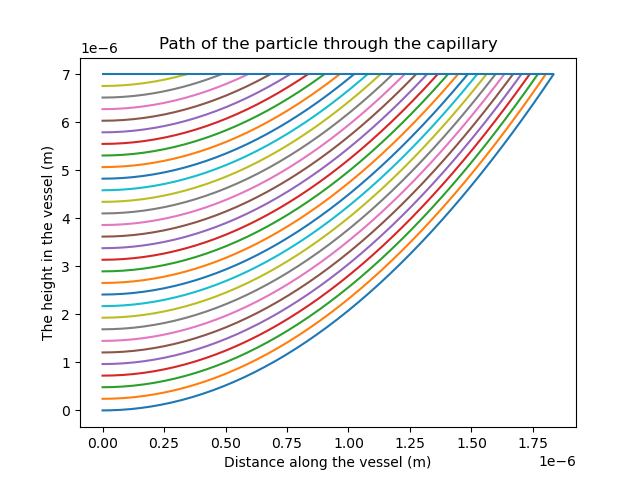 Path of the particle through the capillary
1e−6
7
6
5
4
3
2
1
0
The height in the vessel (m)
0.00 0.25 0.50 0.75 1.00 1.25 1.50 1.75
Distance along the vessel (m)
1e−6